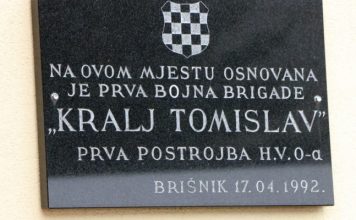 NA OVOM MJESTU OSNOVANA
JE PRVA BOJNA BRIGADE
„KRALJ TOMISLAV”
PRVA POSTROJBA H.V.O-a
BRIŠNIK 17.04.1992.